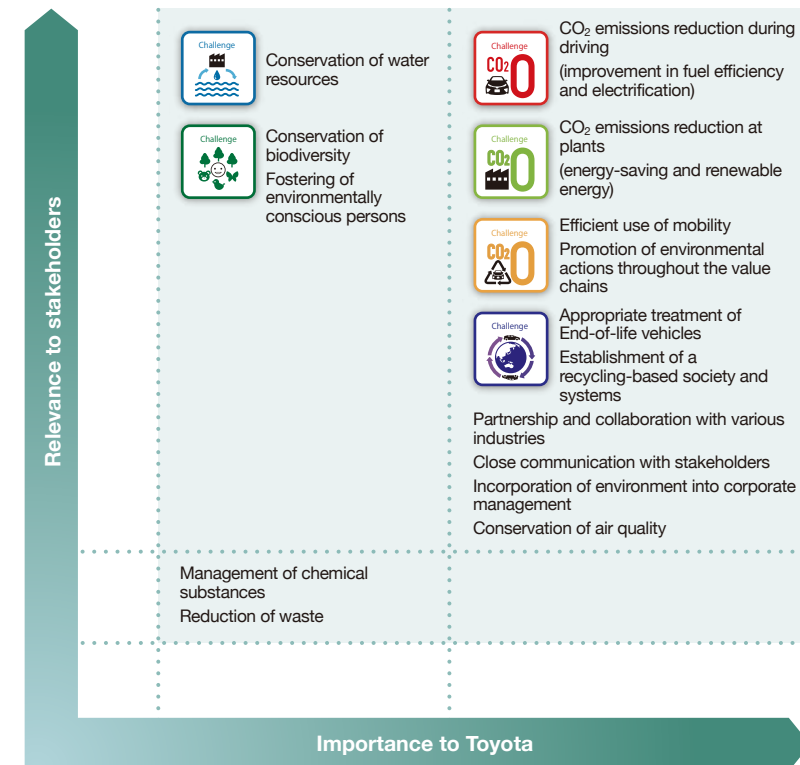 Relevance to stakeholders
Challenge
Conservation of water
resources
Challenge
Conservation of
biodiversity
Fostering of
environmentally
conscious persons
Challenge
CO₂ 0
CO₂ emissions reduction during
driving
(improvement in fuel efficiency
and electrification)
Challenge
CO₂ 0
CO₂ emissions reduction at
plants
(energy-saving and renewable
energy)
Challenge
CO₂ 0
Efficient use of mobility
Promotion of environmental
actions throughout the value
chains
Challenge
Appropriate treatment of
End-of-life vehicles
Establishment of a
recycling-based society and
systems
Partnership and collaboration with various
industries
Close communication with stakeholders
Incorporation of environment into corporate
management
Conservation of air quality
Management of chemical
substances
Reduction of waste
Importance to Toyota